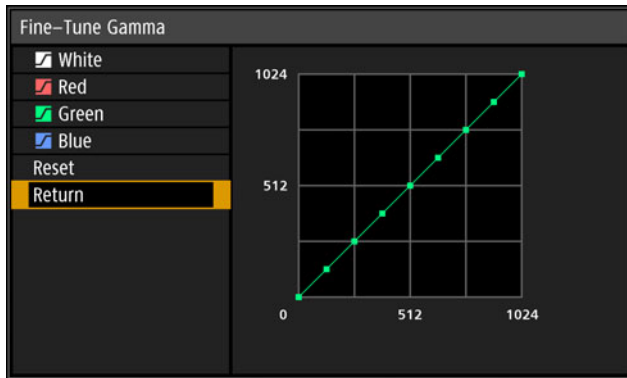 Fine-Tune Gamma
White
Red
Green
Blue
Reset
Return
1024
512
0 512 1024